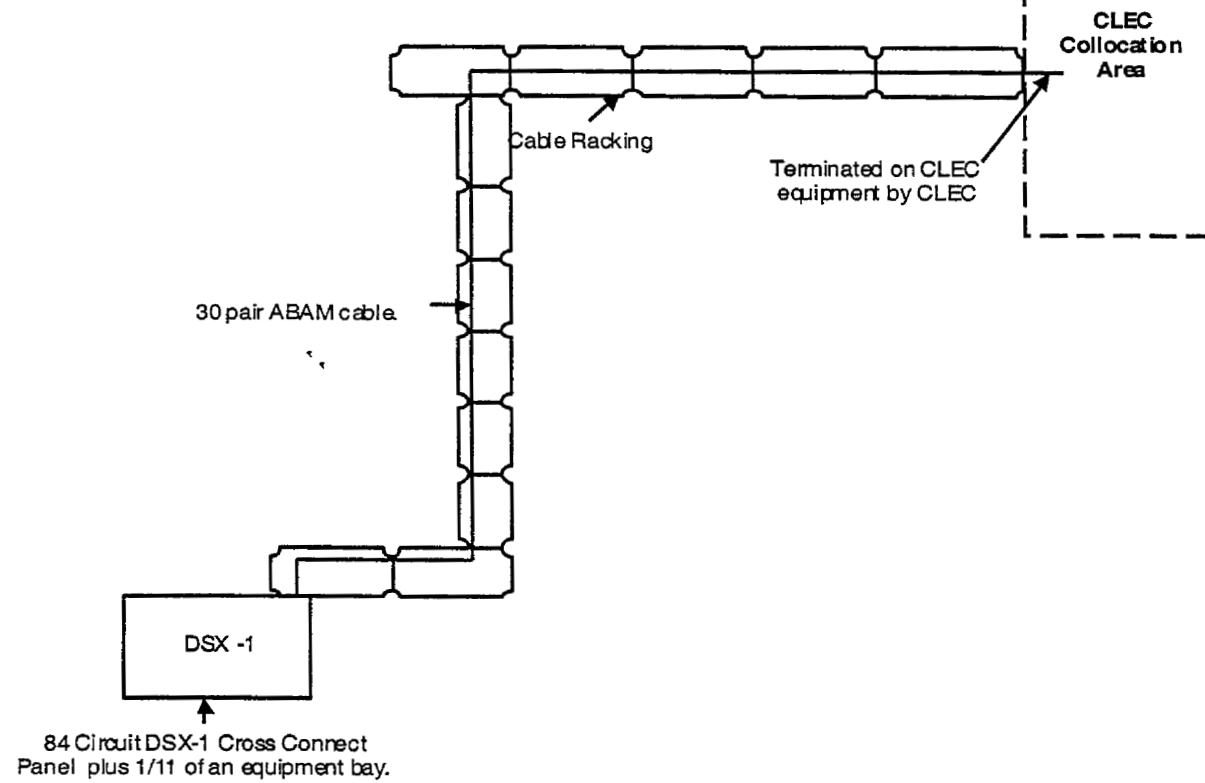 CLEC
Collocation
Area
Cable Racking
Terminated on CLEC
equipment by CLEC
30 pair ABAM cable.
DSX -1
84 Circuit DSX-1 Cross Connect
Panel plus 1/11 of an equipment bay.